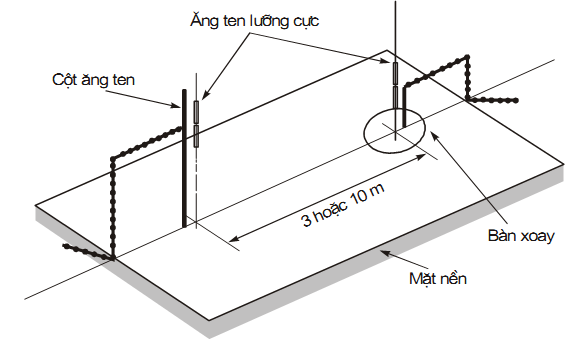 Ăng ten lưỡng cực
Cột ăng ten
3 hoặc 10 m
Bàn xoay
Mặt nền